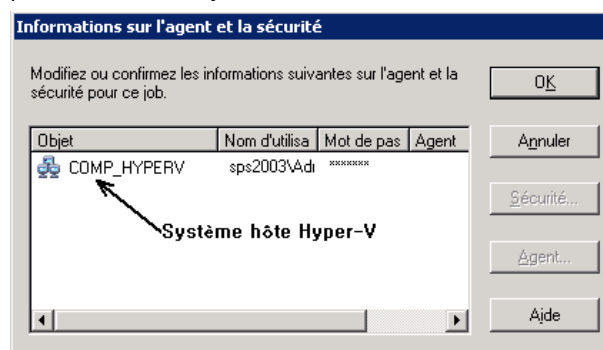 Informations sur l'agent et la sécurité
Modifiez ou confirmez les informations suivantes sur l'agent et la
sécurité pour ce job.
OK
Objet Nom d'utilisa Mot de pas Agent
Annuler
COMP_HYPERV sps2003\Adı *******
Système hôte Hyper-V
Sécurité...
Agent...
Aide